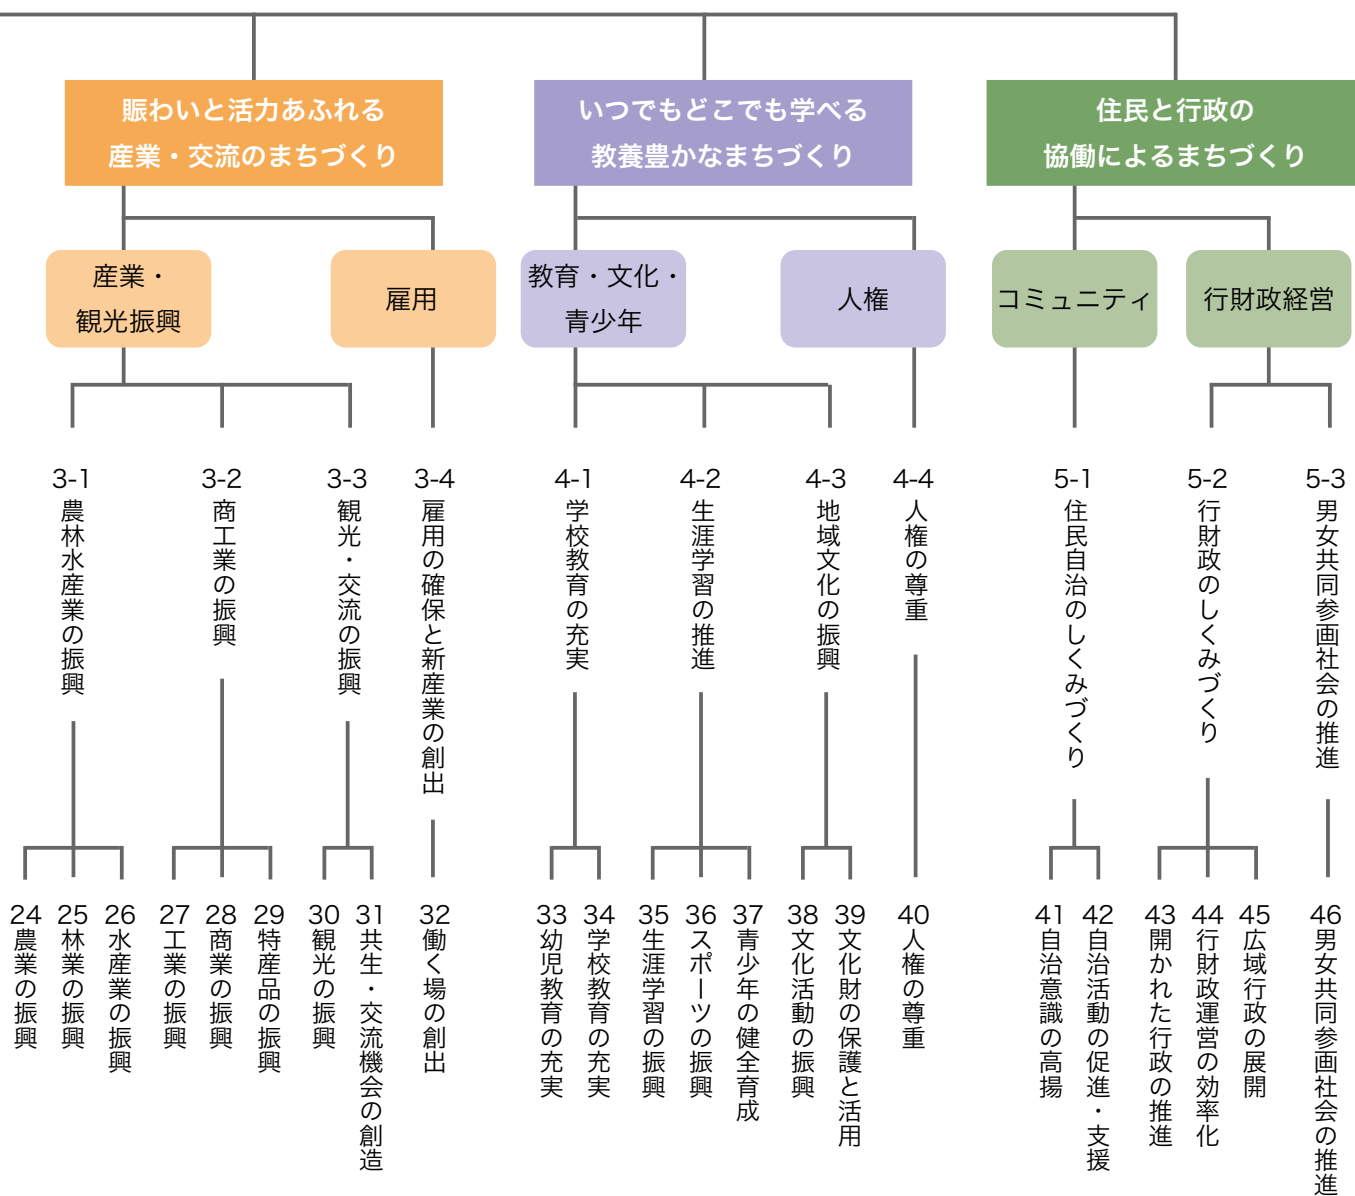 賑わいと活力あふれる
産業・交流のまちづくり
いつでもどこでも学べる
教養豊かなまちづくり
住民と行政の
協働によるまちづくり
産業・
観光振興
雇用
教育・文化・
青少年
人権
コミュニティ
行財政経営
3-1
農林水産業の振興
3-2
商工業の振興
3-3
観光・交流の振興
3-4
雇用の確保と新産業の創出
4-1
学校教育の充実
4-2
生涯学習の推進
4-3
地域文化の振興
4-4
人権の尊重
5-1
住民自治のしくみづくり
5-2
行財政のしくみづくり
5-3
男女共同参画社会の推進
24
農業の振興
25
林業の振興
26
水産業の振興
27
工業の振興
28
商業の振興
29
特産品の振興
30
観光の振興
31
共生・交流機会の創造
32
働く場の創出
33
幼児教育の充実
34
学校教育の充実
35
生涯学習の振興
36
スポーツの振興
37
青少年の健全育成
38
文化活動の振興
39
文化財の保護と活用
40
人権の尊重
41
自治意識の高揚
42
自治活動の促進・支援
43
開かれた行政の推進
44
行財政運営の効率化
45
広域行政の展開
46
男女共同参画社会の推進